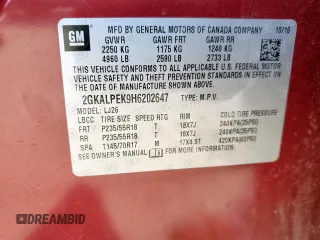 GM
MFD BY GENERAL MOTORS OF CANADA COMPANY 10/16
GVWR GAWR FRT GAWR RR
2250 KG 1175 KG 1240 KG
4960 LB 2590 LB 2733 LB
THIS VEHICLE CONFORMS TO ALL APPLICABLE U.S. FEDERAL MOTOR
VEHICLE SAFETY AND THEFT PREVENTION STANDARDS IN EFFECT ON THE
DATE OF MANUFACTURE SHOWN ABOVE.
2GKALPEK9H6202647 TYPE: M.P.V.
MODEL: LJ26
LBCC TIRE SIZE SPEED RTG RIM COLD TIRE PRESSURE
FRT P235/55R18 T 18X7J 240KPA(35PSI)
RR P235/55R18 T 18X7J 240KPA(35PSI)
SPA T145/70R17 M 17X4.5T 420KPA(60PSI)
SEE OWNER'S MANUAL
DREAMBID
STAT